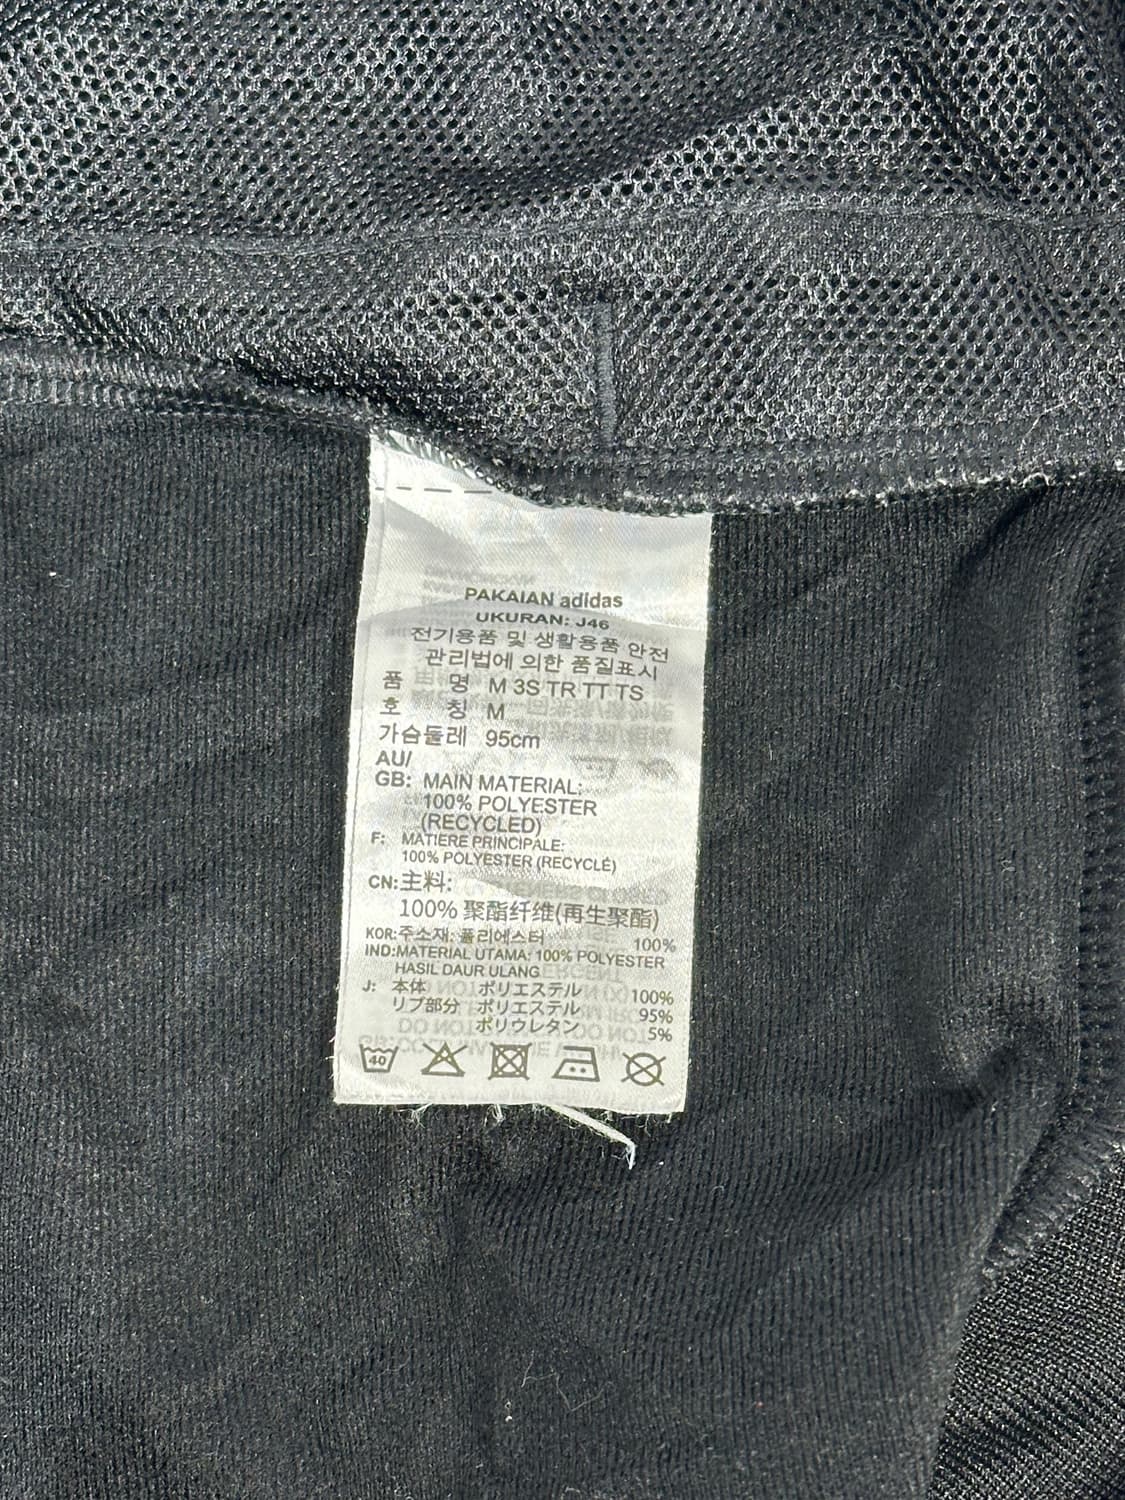 PAKAIAN adidas
UKURAN: J46
전기용품 및 생활용품 안전
관리법에 의한 품질표시
품 명 M 3S TR TT TS
호 칭 M
가슴둘레 95cm
AU/
GB: MAIN MATERIAL:
100% POLYESTER
(RECYCLED)
F: MATIERE PRINCIPALE:
100% POLYESTER (RECYCLÉ)
CN:主料:
100% 聚酯纤维(再生聚酯)
KOR:주소재: 폴리에스터 100%
IND:MATERIAL UTAMA: 100% POLYESTER
HASIL DAUR ULANG
J: 本体 ポリエステル 100%
リブ部分 ポリエステル 95%
ポリウレタン 5%
40